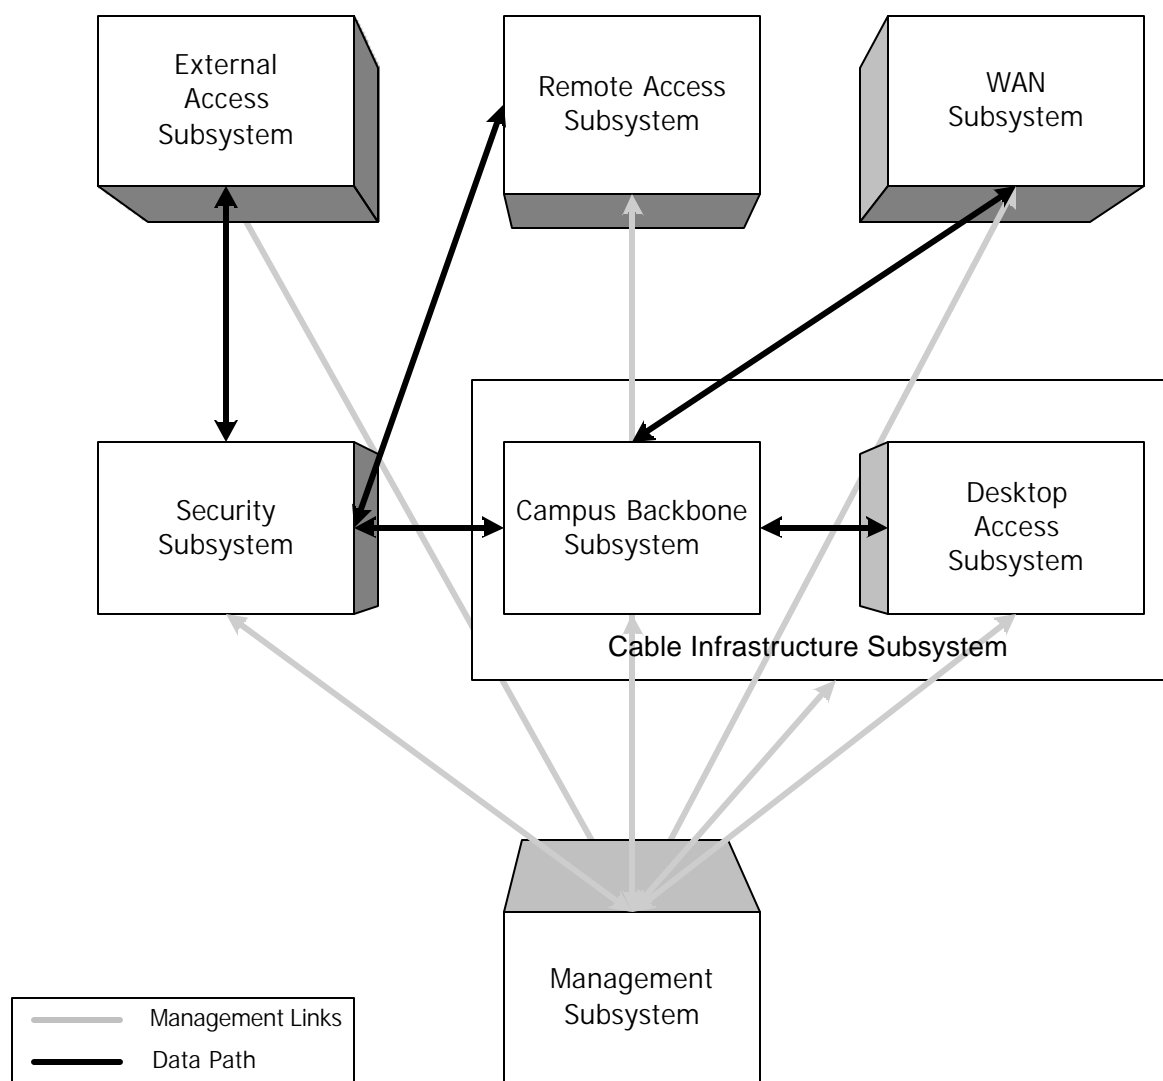 External
Access
Subsystem
Remote Access
Subsystem
WAN
Subsystem
Security
Subsystem
Campus Backbone
Subsystem
Desktop
Access
Subsystem
Cable Infrastructure Subsystem
Management
Subsystem
Management Links
Data Path